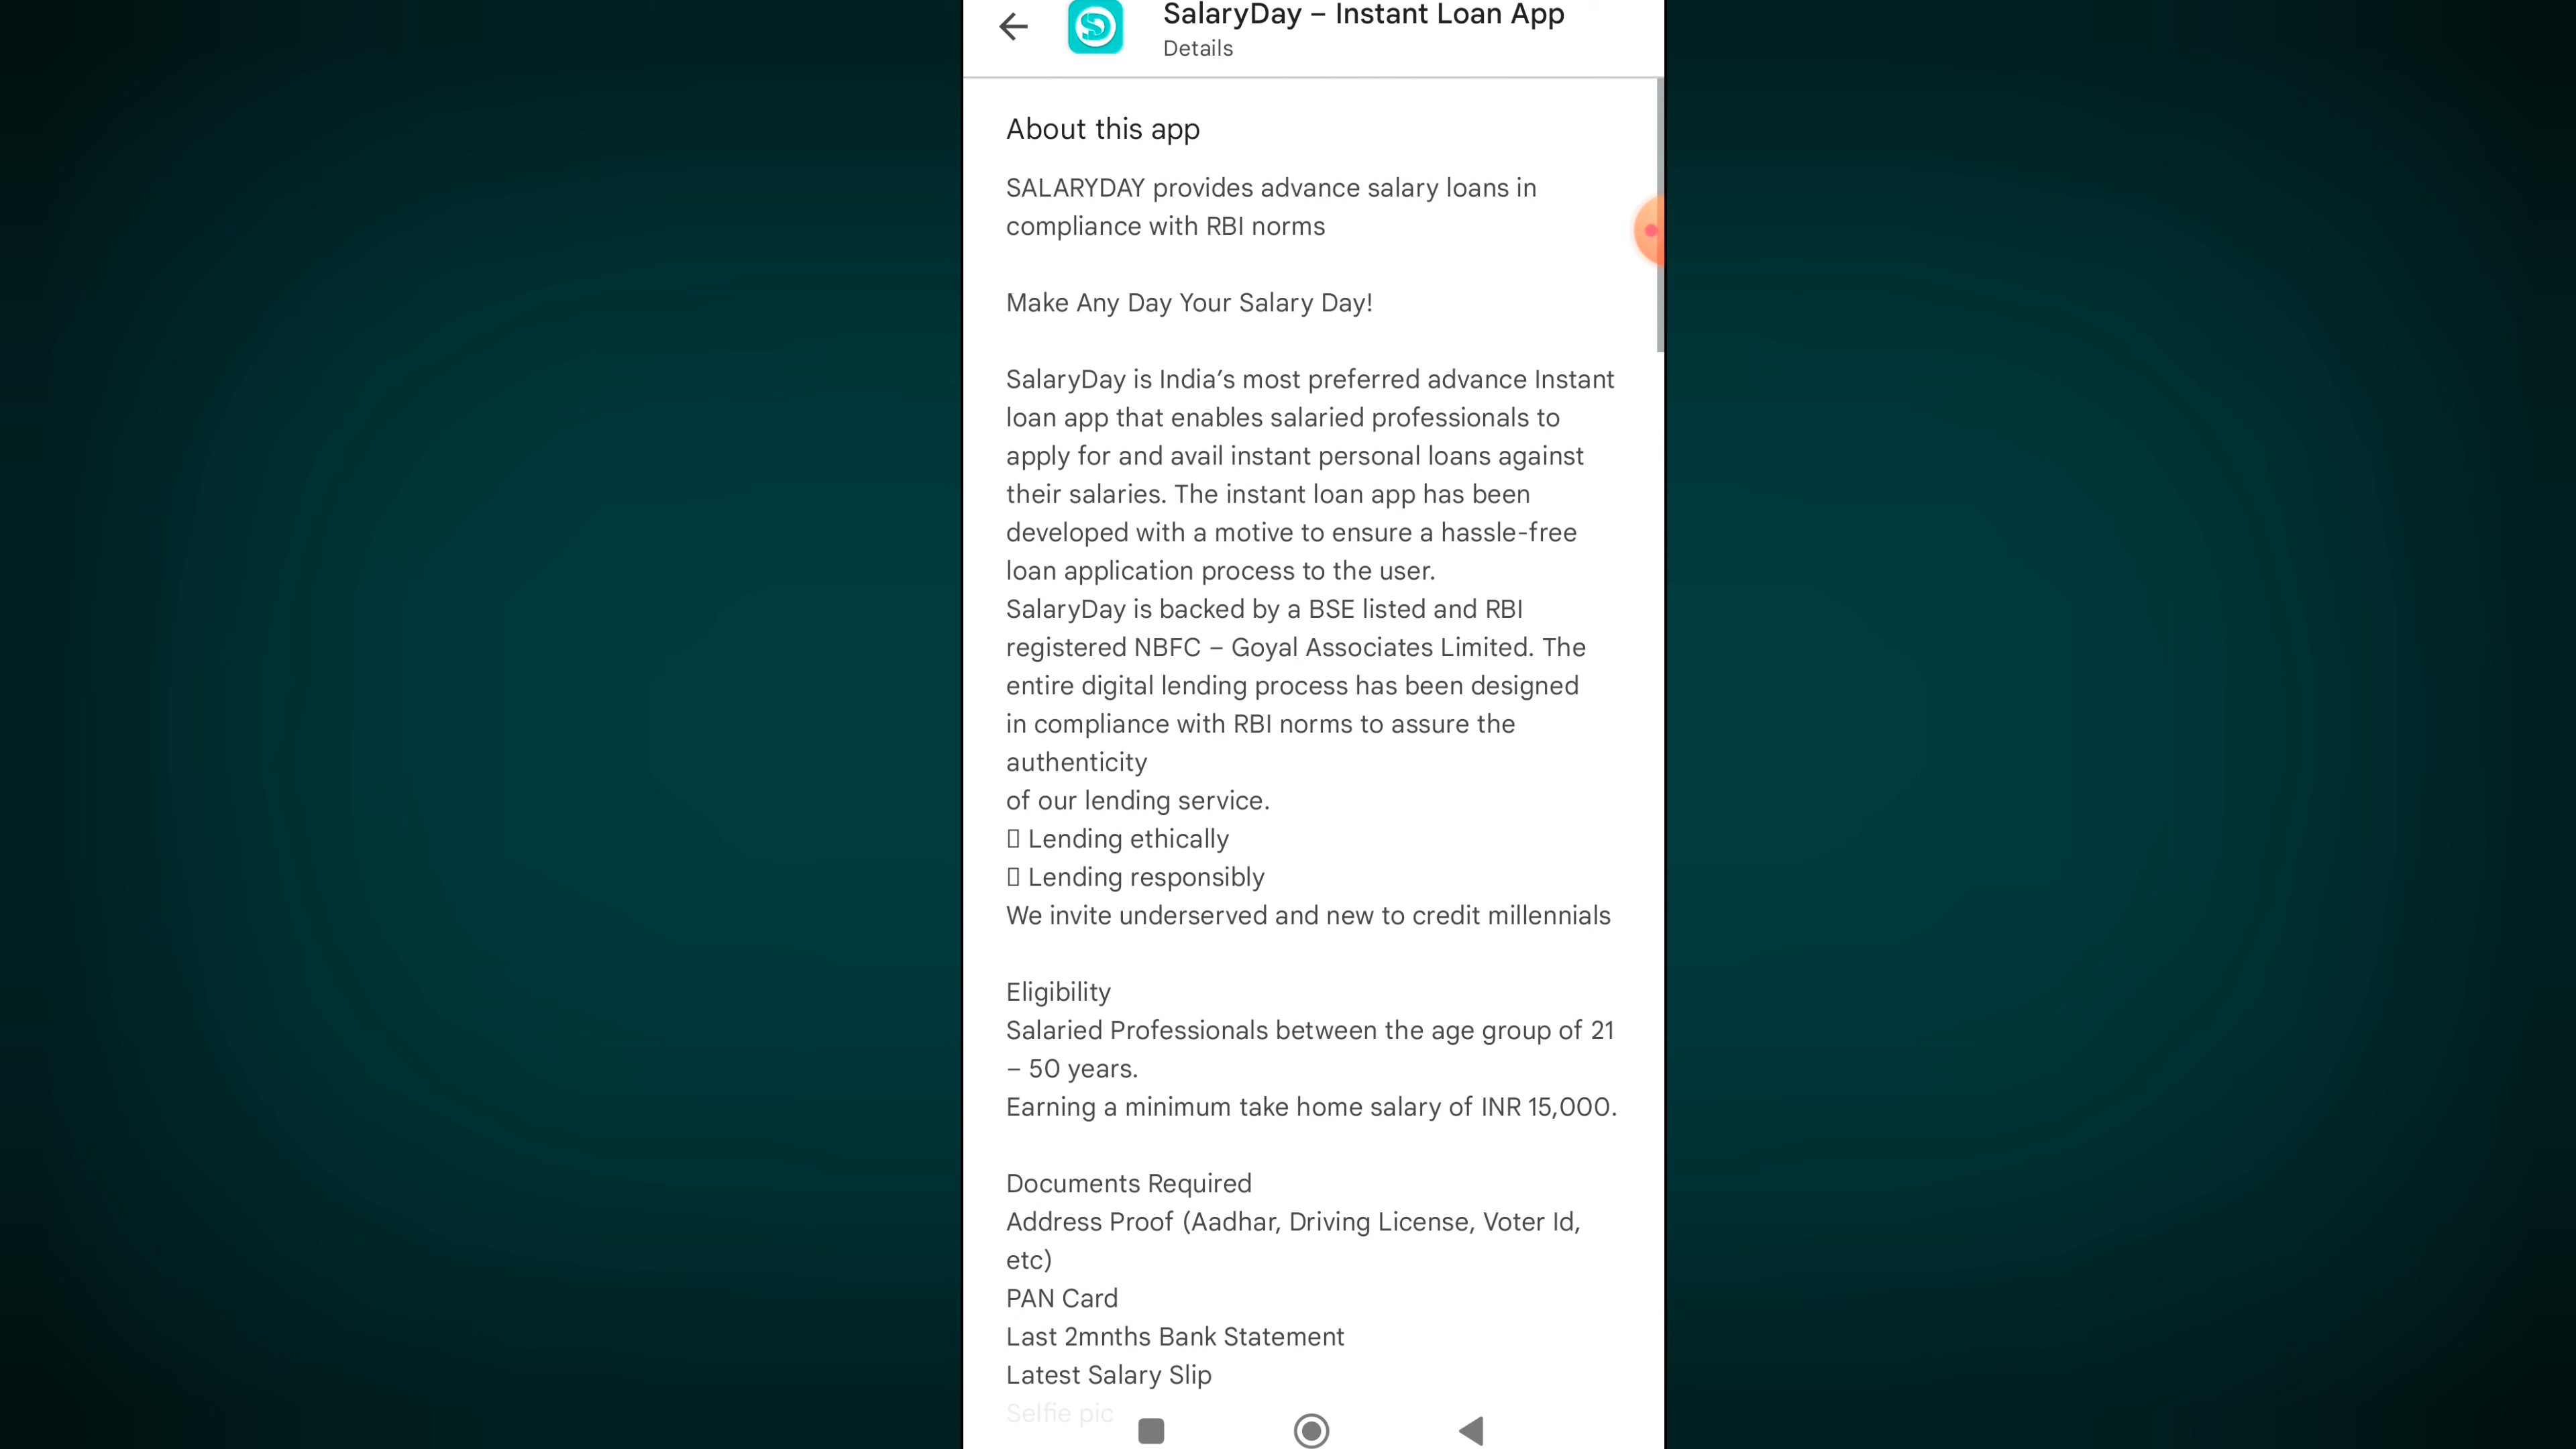 SalaryDay – Instant Loan App
Details
About this app
SALARYDAY provides advance salary loans in
compliance with RBI norms
Make Any Day Your Salary Day!
SalaryDay is India’s most preferred advance Instant
loan app that enables salaried professionals to
apply for and avail instant personal loans against
their salaries. The instant loan app has been
developed with a motive to ensure a hassle-free
loan application process to the user.
SalaryDay is backed by a BSE listed and RBI
registered NBFC – Goyal Associates Limited. The
entire digital lending process has been designed
in compliance with RBI norms to assure the
authenticity
of our lending service.
Lending ethically
Lending responsibly
We invite underserved and new to credit millennials
Eligibility
Salaried Professionals between the age group of 21
– 50 years.
Earning a minimum take home salary of INR 15,000.
Documents Required
Address Proof (Aadhar, Driving License, Voter Id,
etc)
PAN Card
Last 2mnths Bank Statement
Latest Salary Slip
Selfie pic